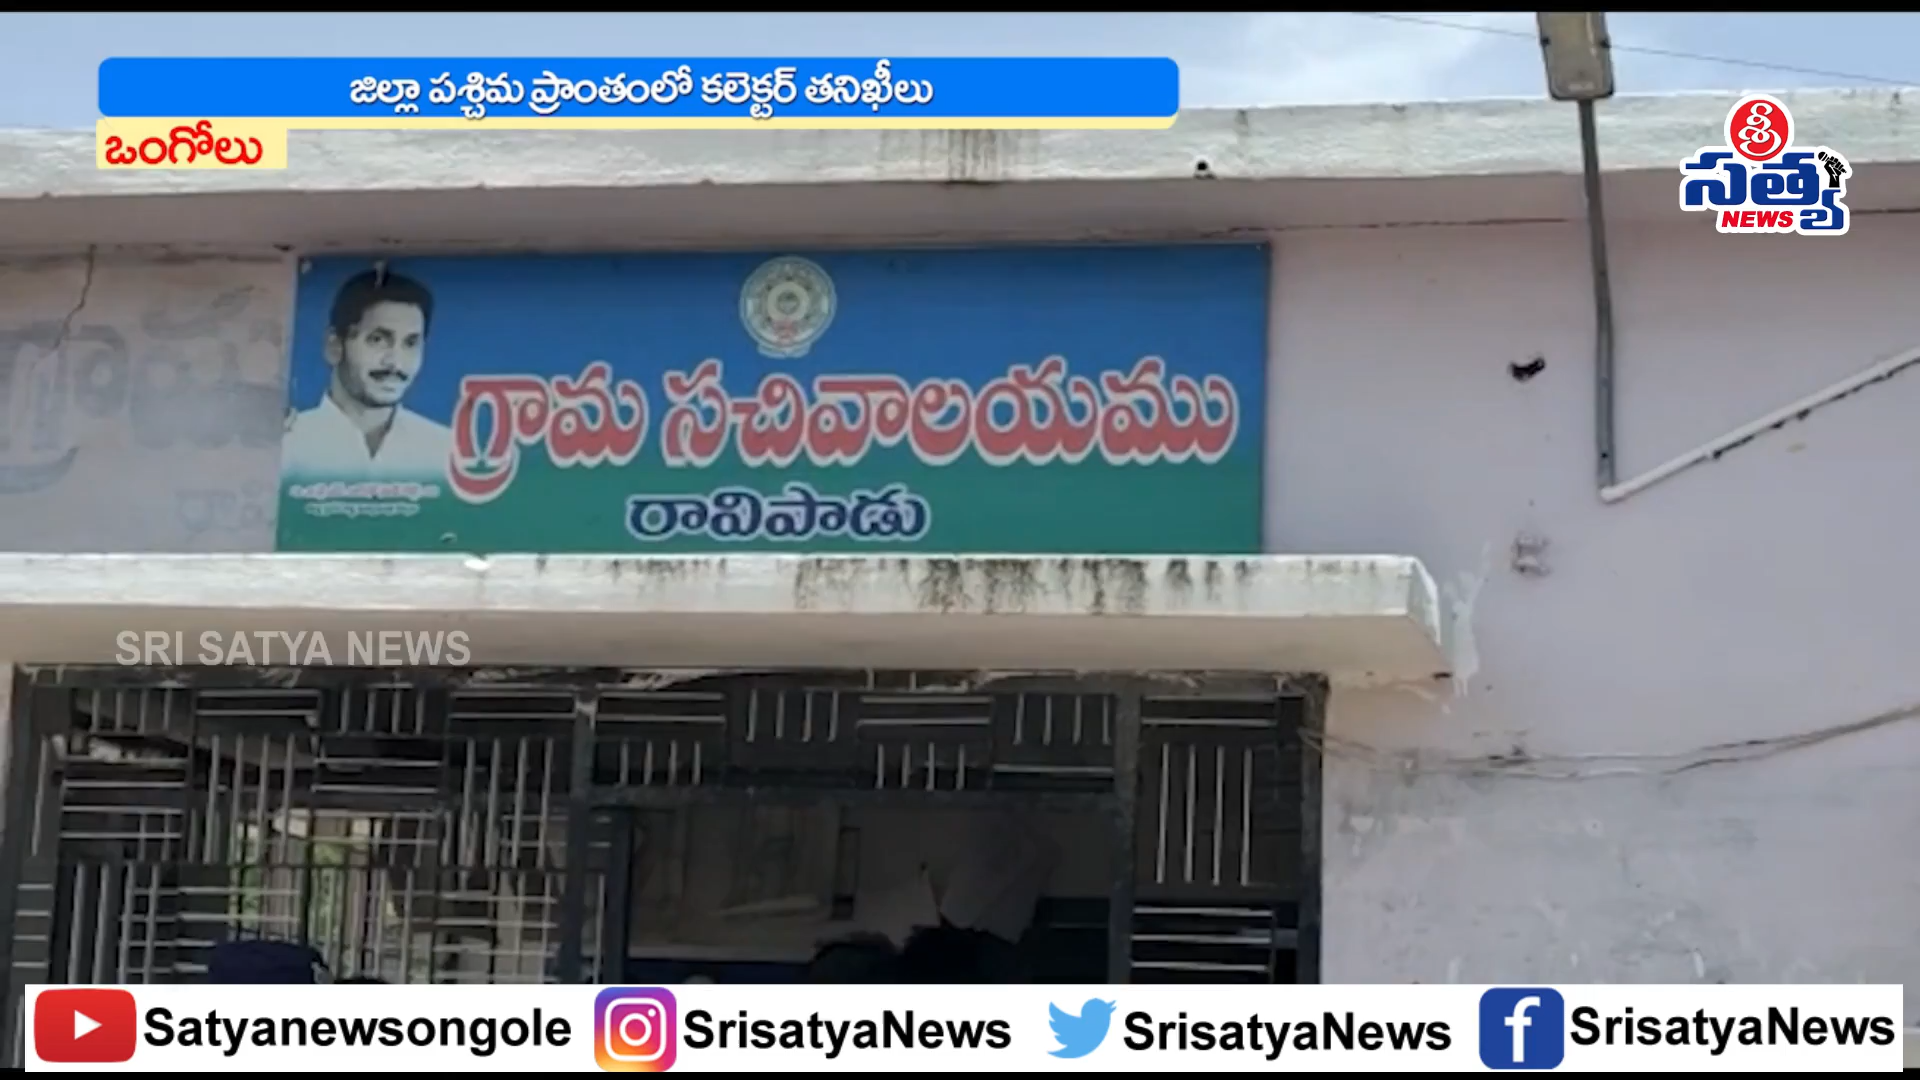 జిల్లా పశ్చిమ ప్రాంతంలో కలెక్టర్ తనిఖీలు
ఒంగోలు
శ్రీ
సత్య
NEWS
గ్రామ సచివాలయము
రావిపాడు
SRI SATYA NEWS
Satyanewsongole SrisatyaNews SrisatyaNews SrisatyaNews